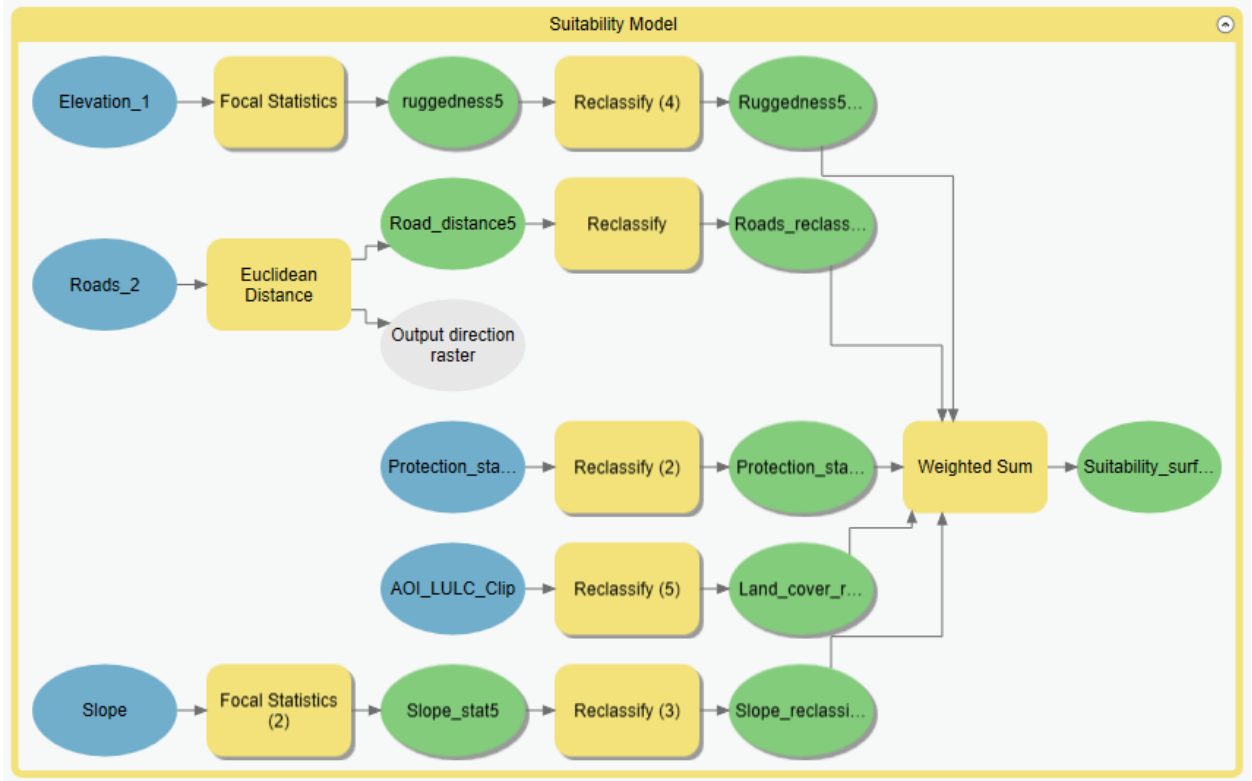 Suitability Model
Elevation_1
Focal Statistics
ruggedness5
Reclassify (4)
Ruggedness5...
Road_distance5
Reclassify
Roads_reclass...
Roads_2
Euclidean
Distance
Output direction
raster
Protection_sta...
Reclassify (2)
Protection_sta...
Weighted Sum
Suitability_surf...
AOI_LULC_Clip
Reclassify (5)
Land_cover_r...
Slope
Focal Statistics
(2)
Slope_stat5
Reclassify (3)
Slope_reclassi...